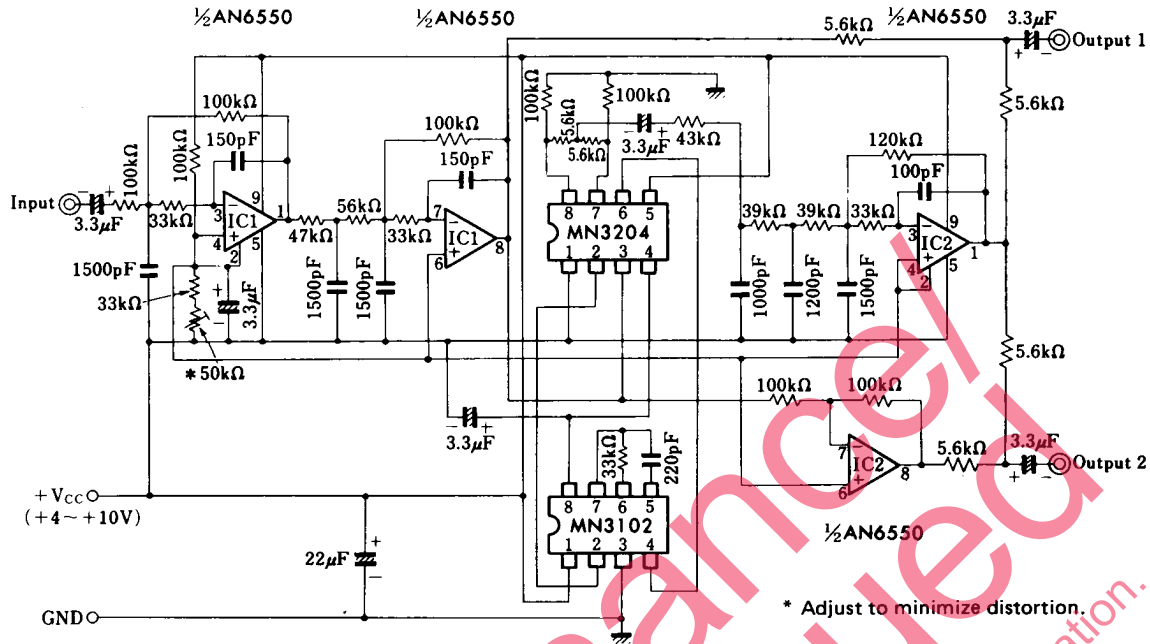 ½AN6550
½AN6550
½AN6550
5.6kΩ
3.3µF
+ −
Output 1
100kΩ
100kΩ
150pF
100kΩ
150pF
100kΩ
5.6kΩ
5.6kΩ
100kΩ
− +
3.3µF
43kΩ
120kΩ
100pF
5.6kΩ
Input
− +
3.3µF
100kΩ
33kΩ
3
−
9
IC1
1
4
+
5
2
47kΩ
56kΩ
33kΩ
7
−
IC1
8
6
+
8 7 6 5
MN3204
1 2 3 4
39kΩ
39kΩ
33kΩ
3
−
9
IC2
1
4
+
5
2
1500pF
33kΩ
*50kΩ
+
−
3.3µF
1500pF
1500pF
1000pF
1200pF
1500pF
5.6kΩ
− +
3.3µF
100kΩ
100kΩ
7
−
IC2
8
6
+
5.6kΩ
3.3µF
+ −
Output 2
½AN6550
33kΩ
220pF
8 7 6 5
MN3102
1 2 3 4
+VCC
(+4~+10V)
22µF
+
−
GND
* Adjust to minimize distortion.
ance/
ued
ation.